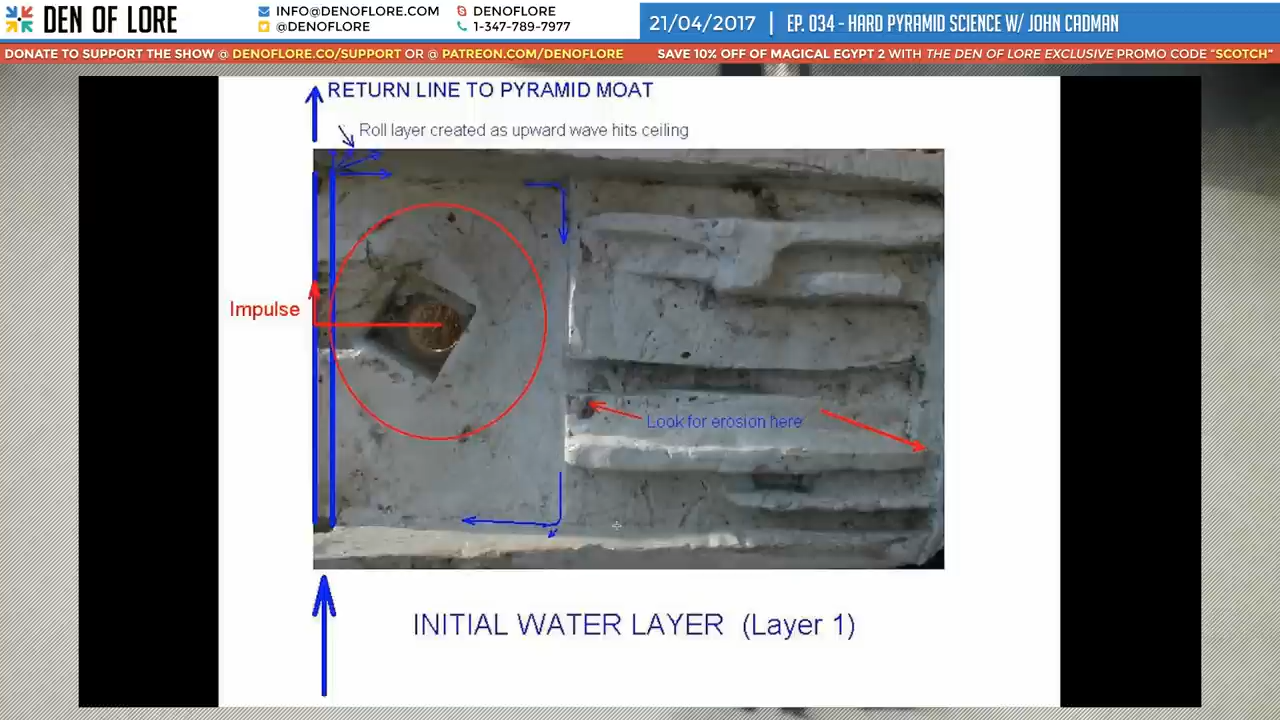 DEN OF LORE
INFO@DENOFLORE.COM
DENOFLORE
@DENOFLORE
1-347-789-7977
21/04/2017 | EP. 034 - HARD PYRAMID SCIENCE W/ JOHN CADMAN
DONATE TO SUPPORT THE SHOW @ DENOFLORE.CO/SUPPORT OR @ PATREON.COM/DENOFLORE
SAVE 10% OFF OF MAGICAL EGYPT 2 WITH THE DEN OF LORE EXCLUSIVE PROMO CODE "SCOTCH"
RETURN LINE TO PYRAMID MOAT
Roll layer created as upward wave hits ceiling
Impulse
Look for erosion here
INITIAL WATER LAYER (Layer 1)